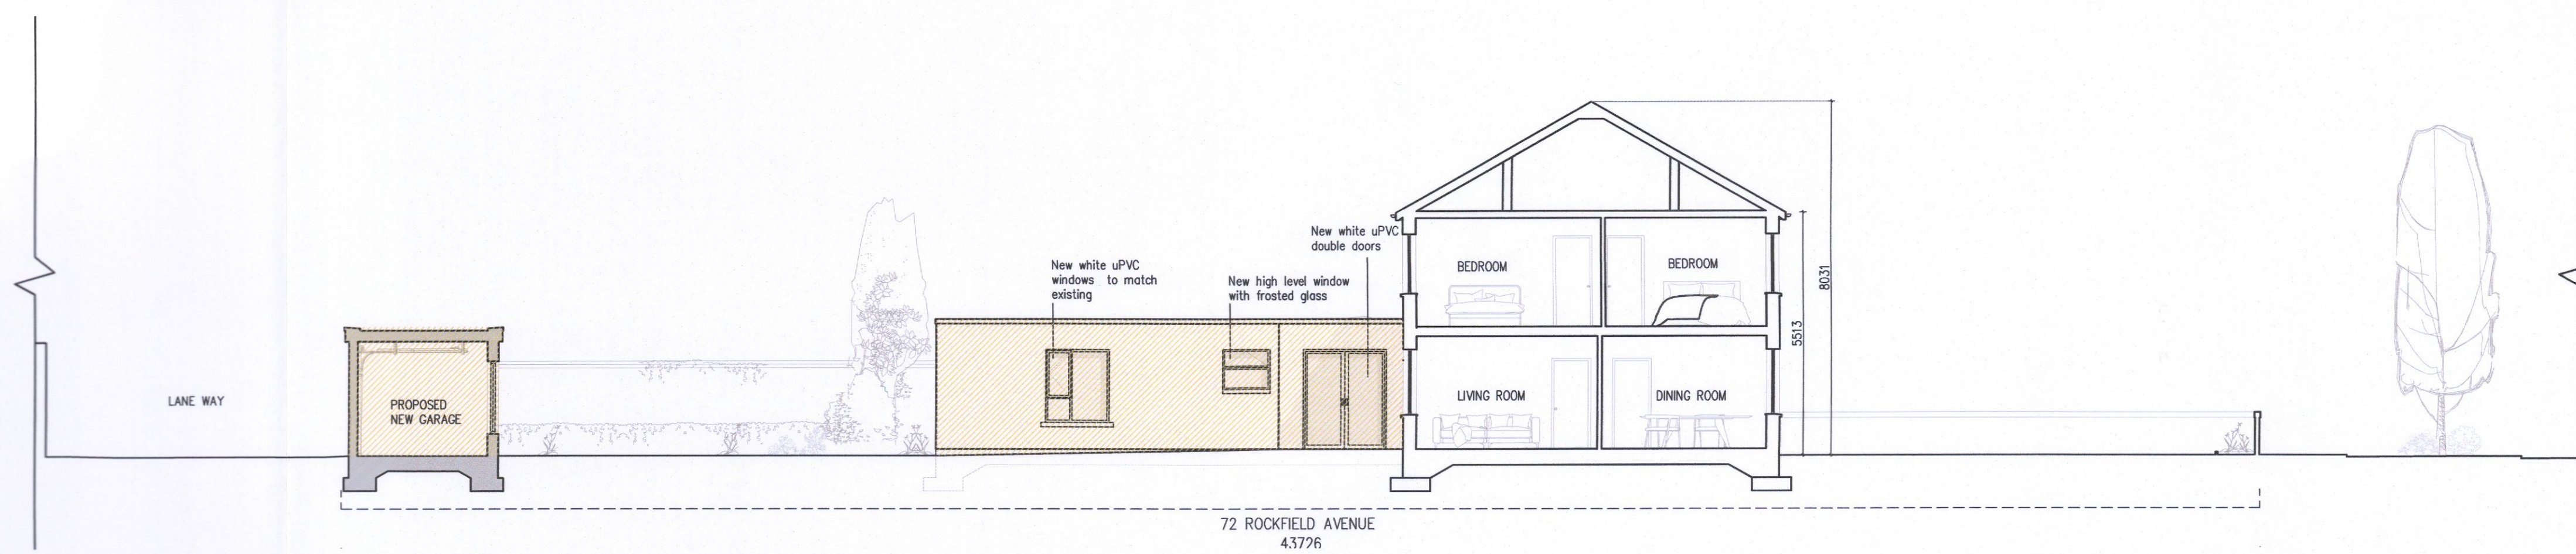 New white uPVC
double doors
New white uPVC
windows to match
existing
New high level window
with frosted glass
BEDROOM
BEDROOM
8031
5513
LANE WAY
PROPOSED
NEW GARAGE
LIVING ROOM
DINING ROOM
72 ROCKFIELD AVENUE
43726